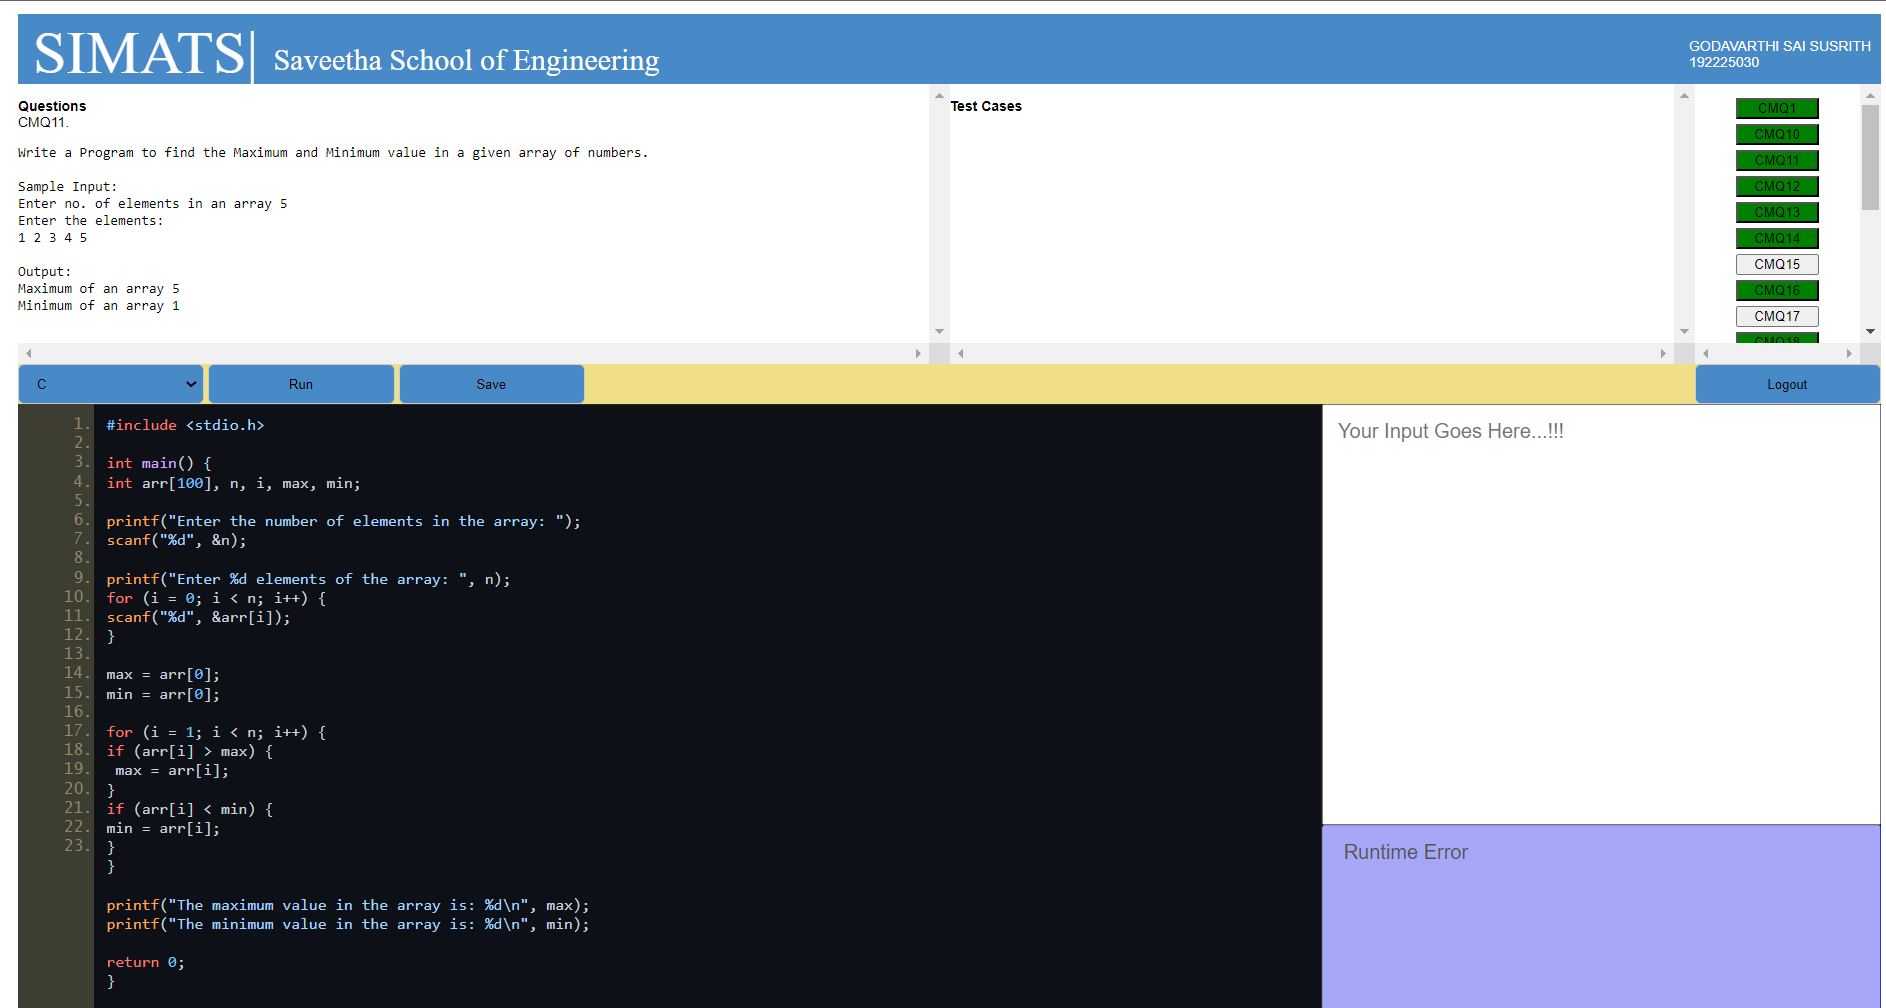 SIMATS| Saveetha School of Engineering
GODAVARTHI SAI SUSRITH
192225030
Questions
CMQ11.
Write a Program to find the Maximum and Minimum value in a given array of numbers.
Sample Input:
Enter no. of elements in an array 5
Enter the elements:
1 2 3 4 5
Output:
Maximum of an array 5
Minimum of an array 1
Test Cases
CMQ1
CMQ10
CMQ11
CMQ12
CMQ13
CMQ14
CMQ15
CMQ16
CMQ17
CMQ18
C
Run
Save
Logout
1. #include <stdio.h>
2.
3. int main() {
4. int arr[100], n, i, max, min;
5.
6. printf("Enter the number of elements in the array: ");
7. scanf("%d", &n);
8.
9. printf("Enter %d elements of the array: ", n);
10. for (i = 0; i < n; i++) {
11. scanf("%d", &arr[i]);
12. }
13.
14. max = arr[0];
15. min = arr[0];
16.
17. for (i = 1; i < n; i++) {
18. if (arr[i] > max) {
19. max = arr[i];
20. }
21. if (arr[i] < min) {
22. min = arr[i];
23. }
}
printf("The maximum value in the array is: %d\n", max);
printf("The minimum value in the array is: %d\n", min);
return 0;
}
Your Input Goes Here...!!!
Runtime Error